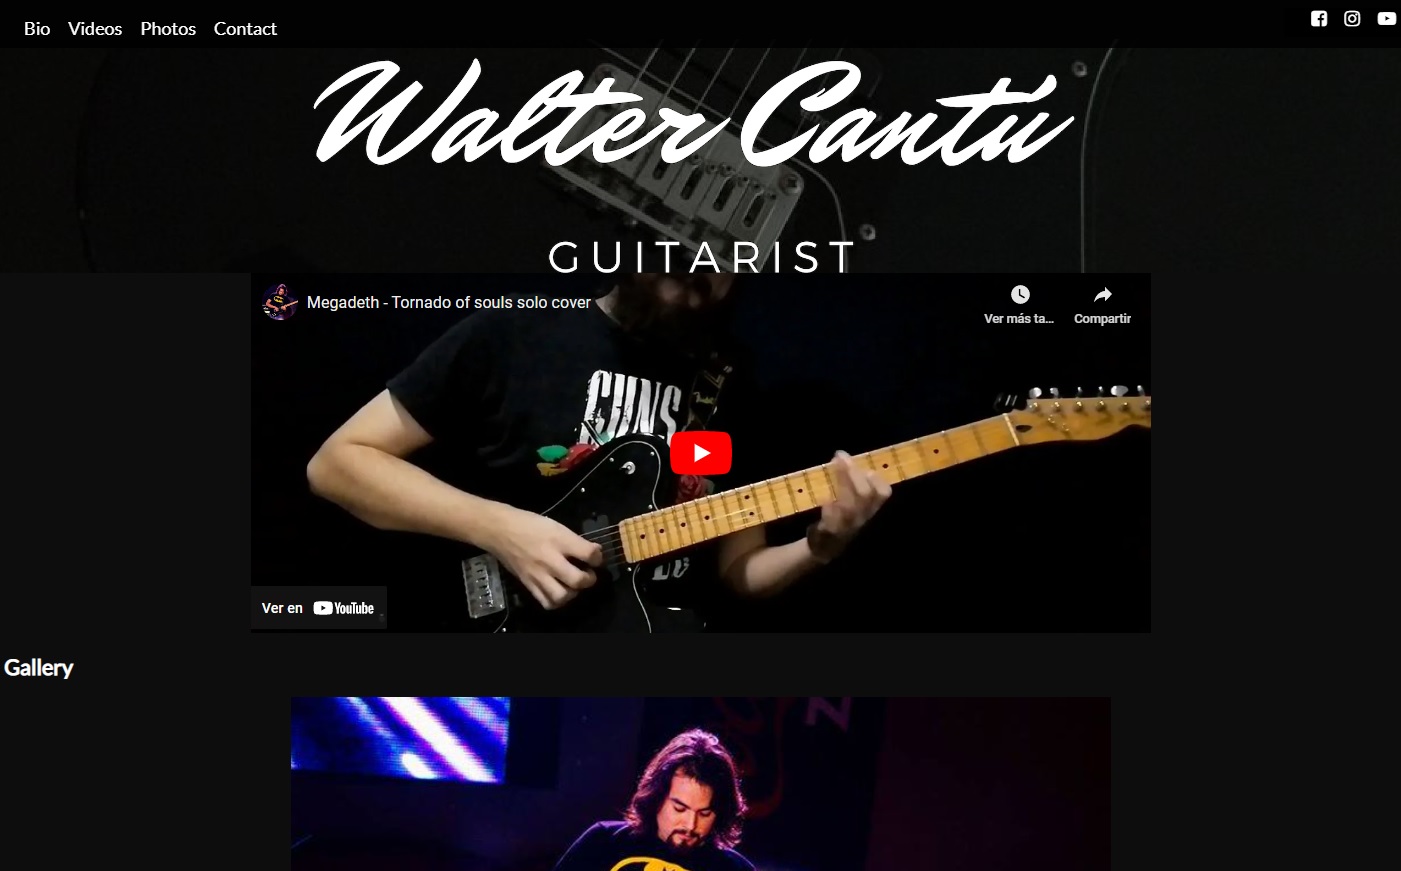 Bio Videos Photos Contact
Walter Cantú
GUITARIST
Megadeth - Tornado of souls solo cover
Ver más ta...
Compartir
GUNS
Ver en YouTube
Gallery